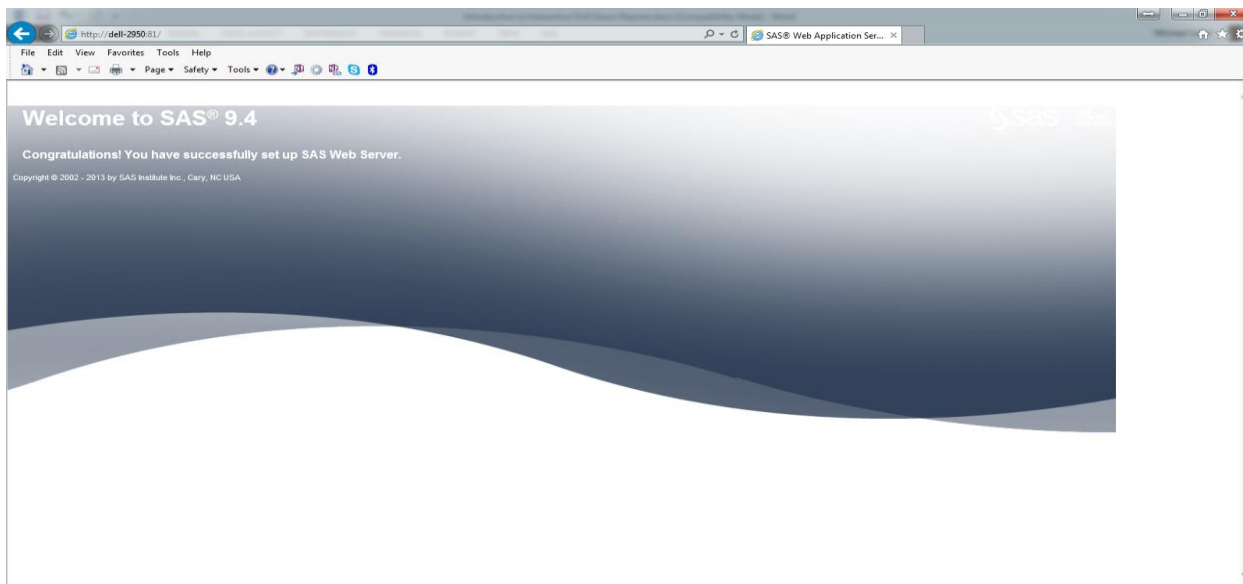 http://dell-2950:81/
SAS® Web Application Ser...
File Edit View Favorites Tools Help
Page Safety Tools
Welcome to SAS® 9.4
sas
Congratulations! You have successfully set up SAS Web Server.
Copyright © 2002 - 2013 by SAS Institute Inc., Cary, NC USA